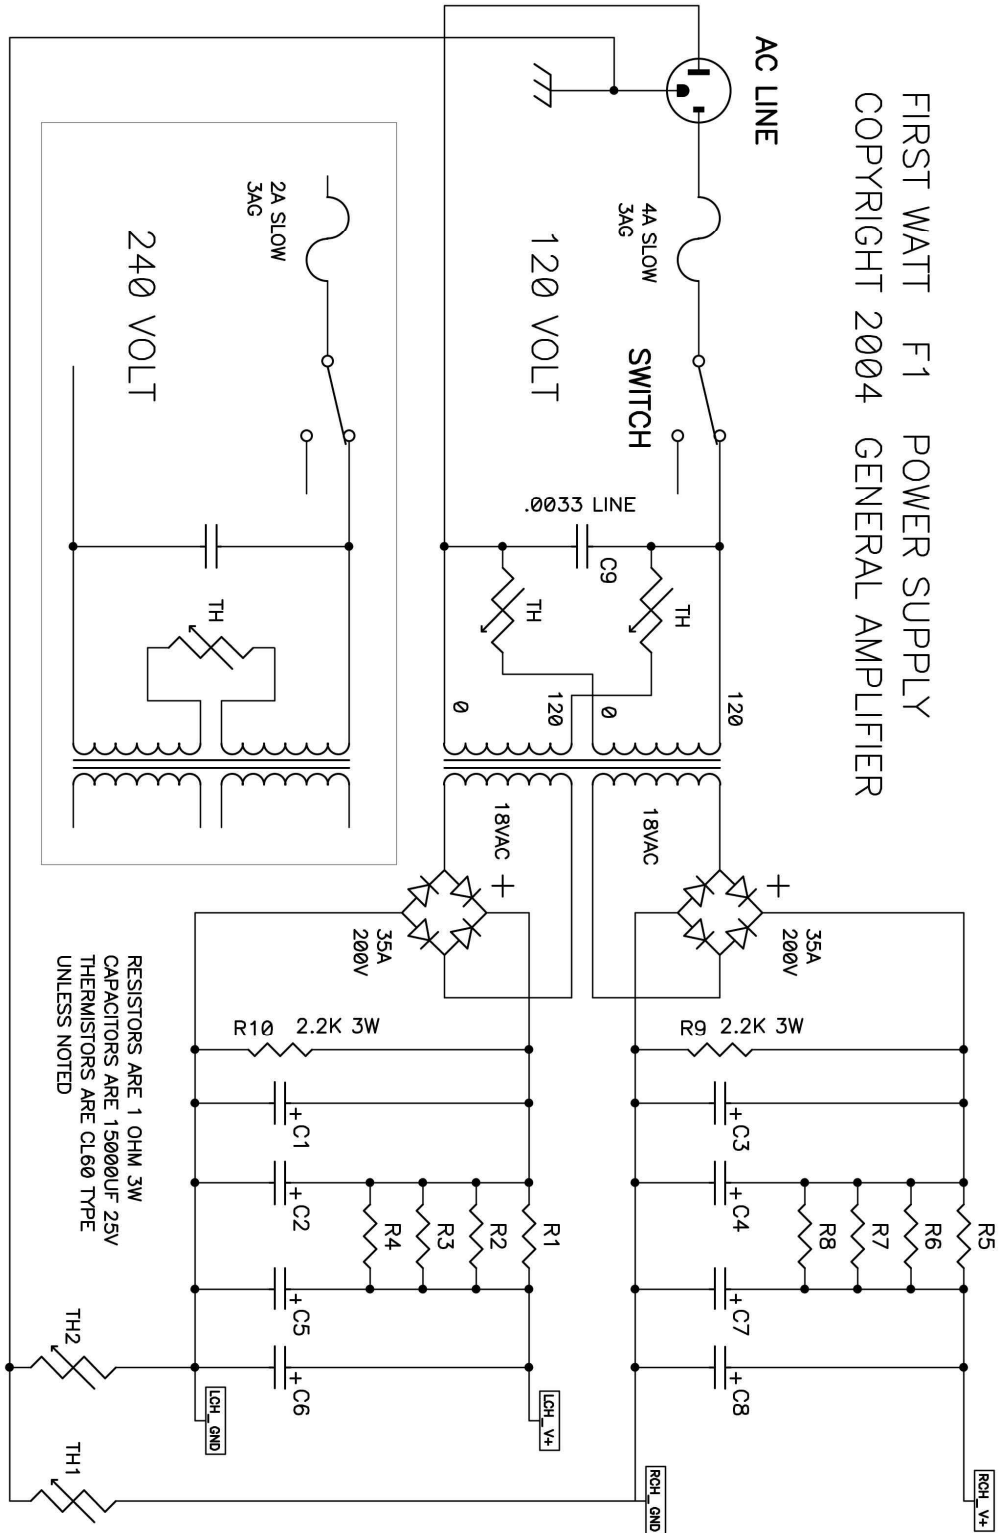 FIRST WATT F1 POWER SUPPLY
COPYRIGHT 2004 GENERAL AMPLIFIER
AC LINE
4A SLOW
3AG
SWITCH
120 VOLT
.0033 LINE
C9
TH
TH
120
0
120
0
18VAC
18VAC
+
35A
200V
+
35A
200V
R9 2.2K 3W
+C3
+C4
R5
R6
R7
R8
+C7
+C8
RCH_V+
RCH_GND
R10 2.2K 3W
+C1
+C2
R1
R2
R3
R4
+C5
+C6
LCH_V+
LCH_GND
TH2
TH1
2A SLOW
3AG
240 VOLT
TH
RESISTORS ARE 1 OHM 3W
CAPACITORS ARE 15000UF 25V
THERMISTORS ARE CL60 TYPE
UNLESS NOTED